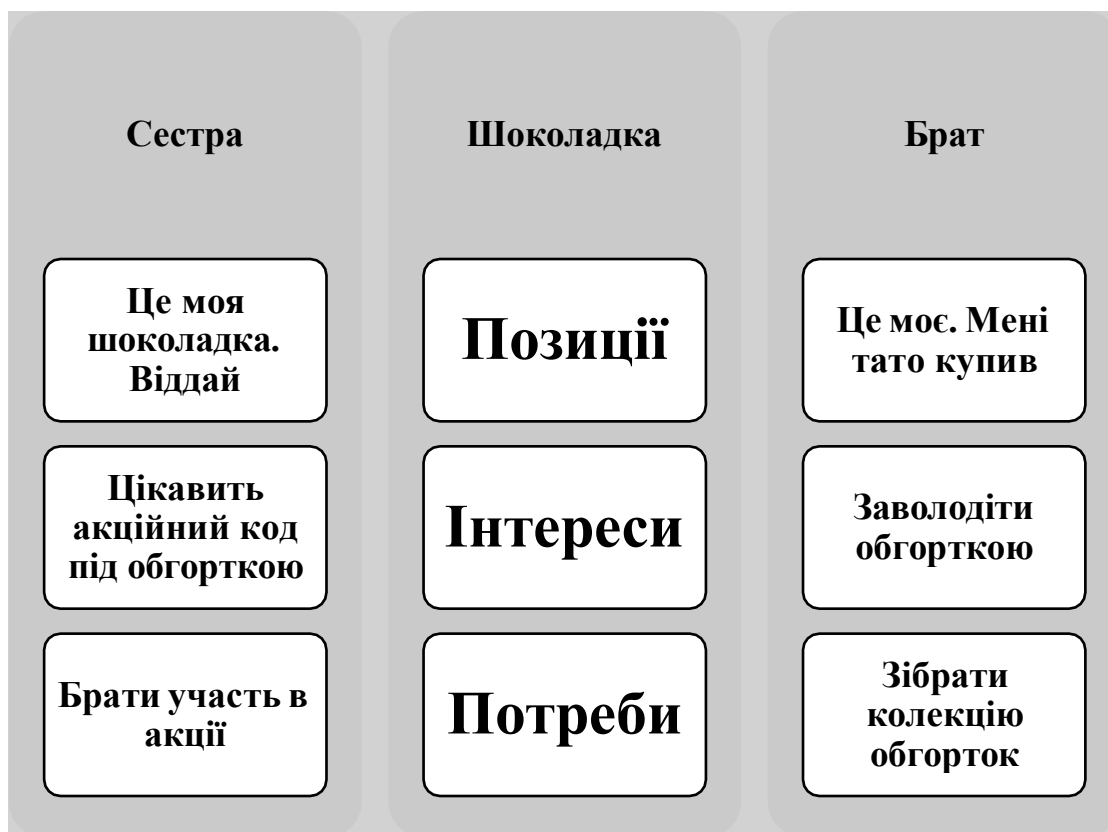 Сестра
Шоколадка
Брат
Це моя
шоколадка.
Віддай
Позиції
Це моє. Мені
тато купив
Цікавить
акційний код
під обгорткою
Інтереси
Заволодіти
обгорткою
Брати участь в
акції
Потреби
Зібрати
колекцію
обгорток